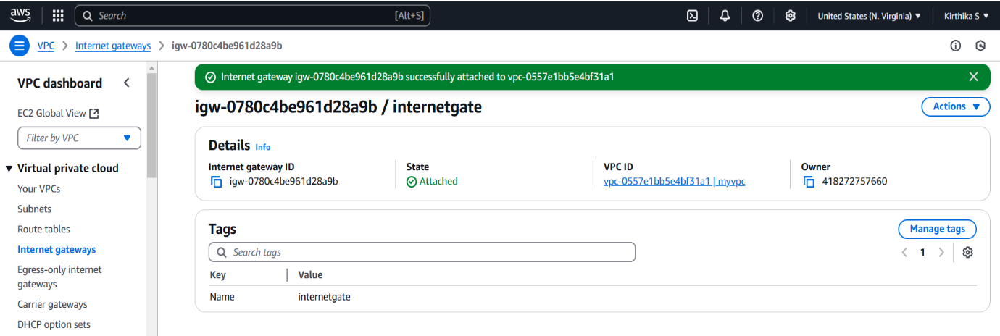 aws
Search [Alt+S]
United States (N. Virginia) ▼
Kirthika S ▼
VPC > Internet gateways > igw-0780c4be961d28a9b
VPC dashboard
EC2 Global View
Filter by VPC
Virtual private cloud
Your VPCs
Subnets
Route tables
Internet gateways
Egress-only internet
gateways
Carrier gateways
DHCP option sets
Internet gateway igw-0780c4be961d28a9b successfully attached to vpc-0557e1bb5e4bf31a1
igw-0780c4be961d28a9b / internetgate
Actions ▼
Details Info
Internet gateway ID
igw-0780c4be961d28a9b
State
Attached
VPC ID
vpc-0557e1bb5e4bf31a1 | myvpc
Owner
418272757660
Tags
Manage tags
Search tags
1
Key Value
Name internetgate